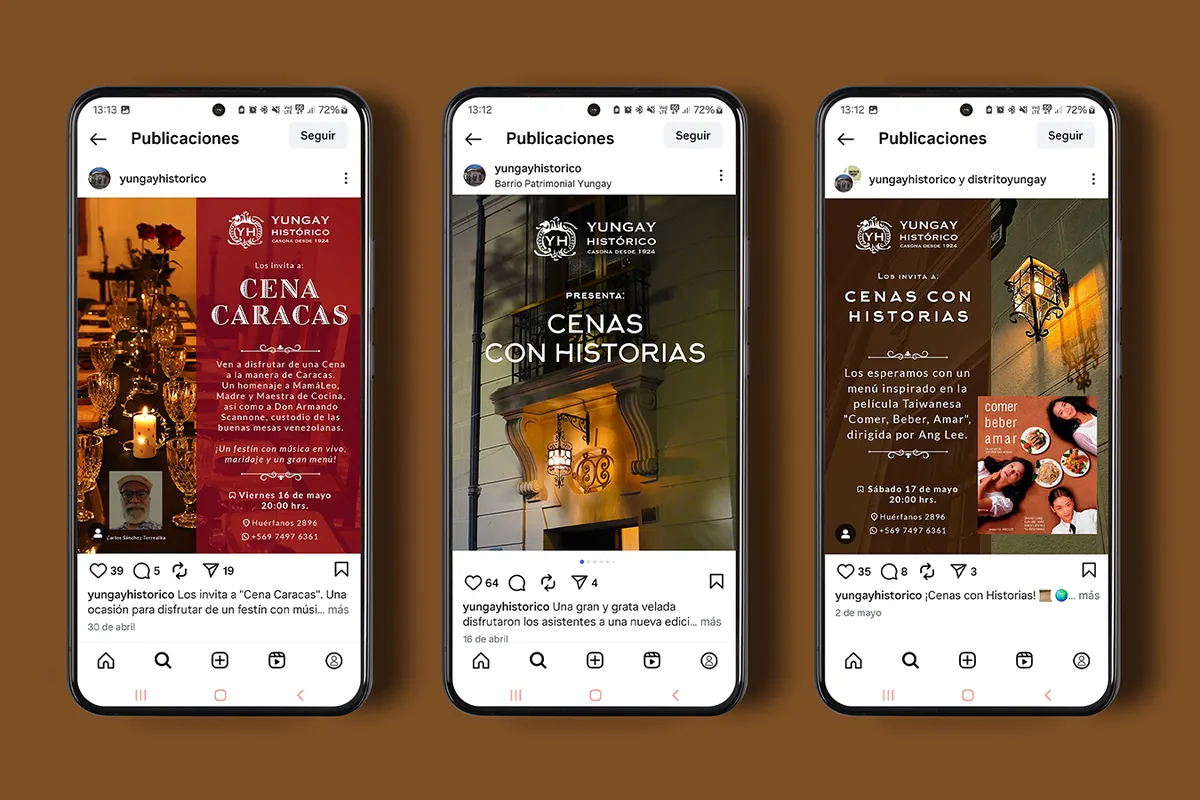 13:13
72%
Publicaciones
Seguir
yungayhistorico
YH
YUNGAY
HISTÓRICO
CASONA DESDE 1924
Los invita a:
CENA
CARACAS
Ven a disfrutar de una Cena
a la manera de Caracas.
Un homenaje a MamáLeo,
Madre y Maestra de Cocina,
así como a Don Armando
Scannone, custodio de las
buenas mesas venezolanas.
¡Un festín con música en vivo,
maridaje y un gran menú!
Viernes 16 de mayo
20:00 hrs.
Huérfanos 2896
+569 7497 6361
Carlos Sánchez Torrealba
39 5 19
yungayhistorico Los invita a "Cena Caracas". Una
ocasión para disfrutar de un festín con músi... más
30 de abril
13:12
72%
Publicaciones
Seguir
yungayhistorico
Barrio Patrimonial Yungay
YH
YUNGAY
HISTÓRICO
CASONA DESDE 1924
PRESENTA:
CENAS
CON HISTORIAS
64 4
yungayhistorico Una gran y grata velada
disfrutaron los asistentes a una nueva edici... más
16 de abril
13:12
72%
Publicaciones
Seguir
yungayhistorico y distritoyungay
YH
YUNGAY
HISTÓRICO
CASONA DESDE 1924
Los invita a:
CENAS CON
HISTORIAS
Los esperamos con un
menú inspirado en la
película Taiwanesa
"Comer, Beber, Amar",
dirigida por Ang Lee.
Sábado 17 de mayo
20:00 hrs.
Huérfanos 2896
+569 7497 6361
comer
beber
amar
35 8 3
yungayhistorico ¡Cenas con Historias! 📜 🌍... más
2 de mayo